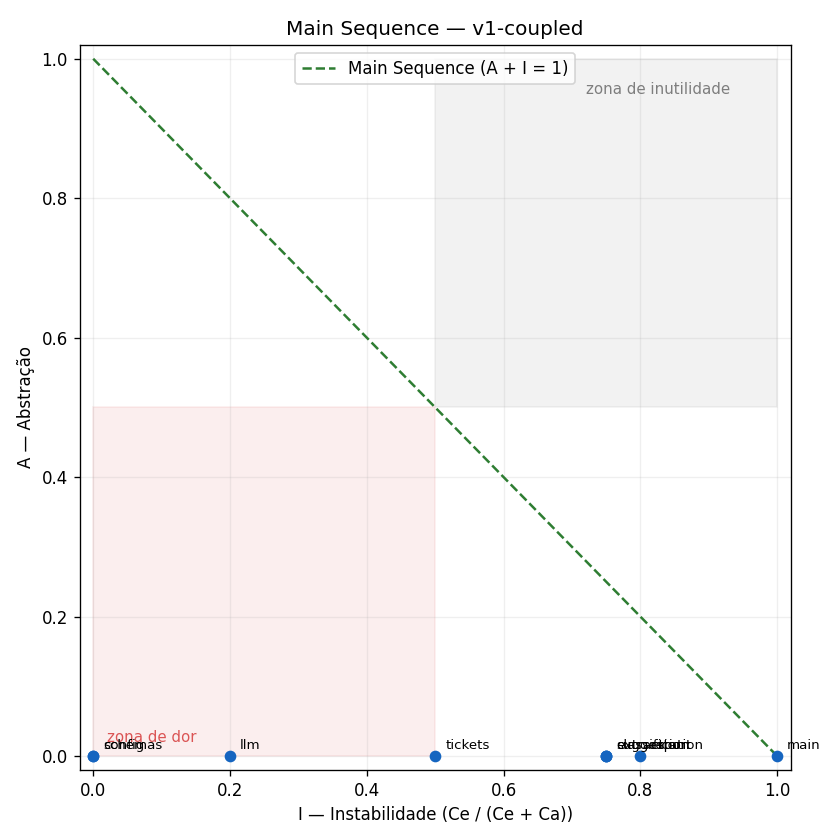 Main Sequence — v1-coupled
Main Sequence (A + I = 1)
zona de inutilidade
1.0
0.8
0.6
0.4
0.2
0.0
A — Abstração
zona de dor
llm
tickets
main
0.0
0.2
0.4
0.6
0.8
1.0
I — Instabilidade (Ce / (Ce + Ca))